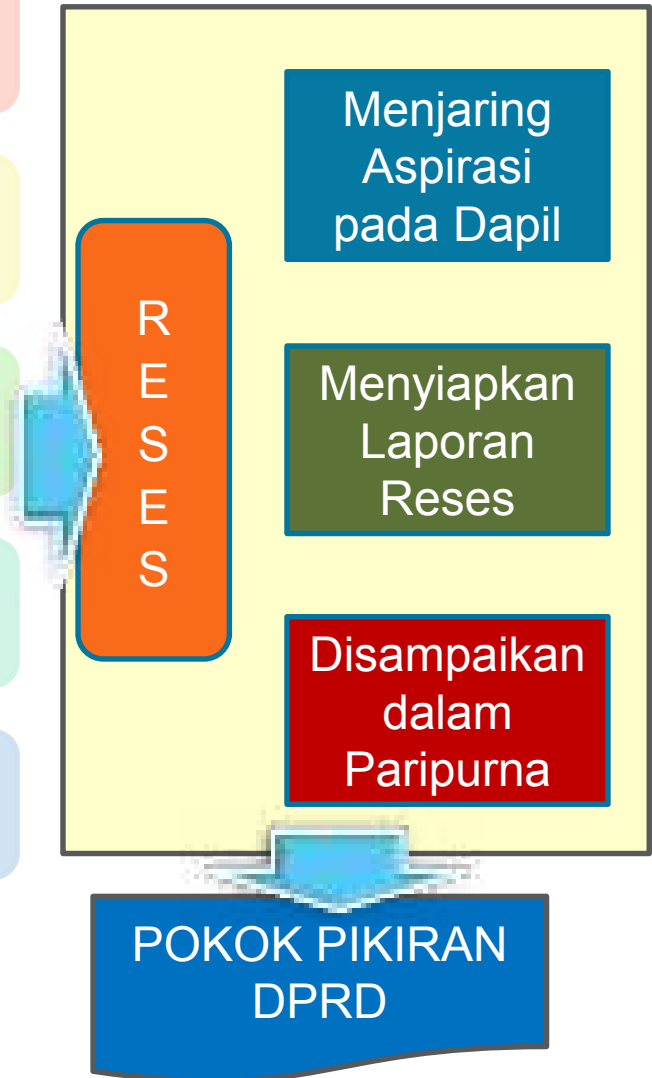 R
E
S
E
S
Menjaring
Aspirasi
pada Dapil
Menyiapkan
Laporan
Reses
Disampaikan
dalam
Paripurna
POKOK PIKIRAN
DPRD